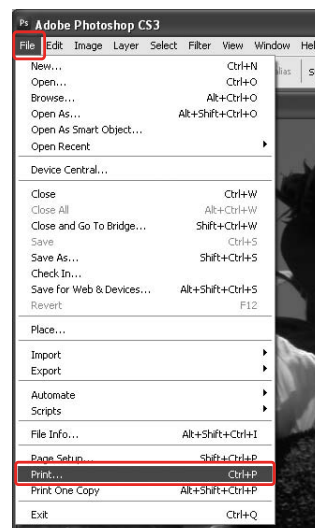 Ps Adobe Photoshop CS3
File Edit Image Layer Select Filter View Window Hel
New... Ctrl+N
Open... Ctrl+O
Browse... Alt+Ctrl+O
Open As... Alt+Shift+Ctrl+O
Open As Smart Object...
Open Recent
Device Central...
Close Ctrl+W
Close All Alt+Ctrl+W
Close and Go To Bridge... Shift+Ctrl+W
Save Ctrl+S
Save As... Shift+Ctrl+S
Check In...
Save for Web & Devices... Alt+Shift+Ctrl+S
Revert F12
Place...
Import
Export
Automate
Scripts
File Info... Alt+Shift+Ctrl+I
Page Setup... Shift+Ctrl+P
Print... Ctrl+P
Print One Copy Alt+Shift+Ctrl+P
Exit Ctrl+Q